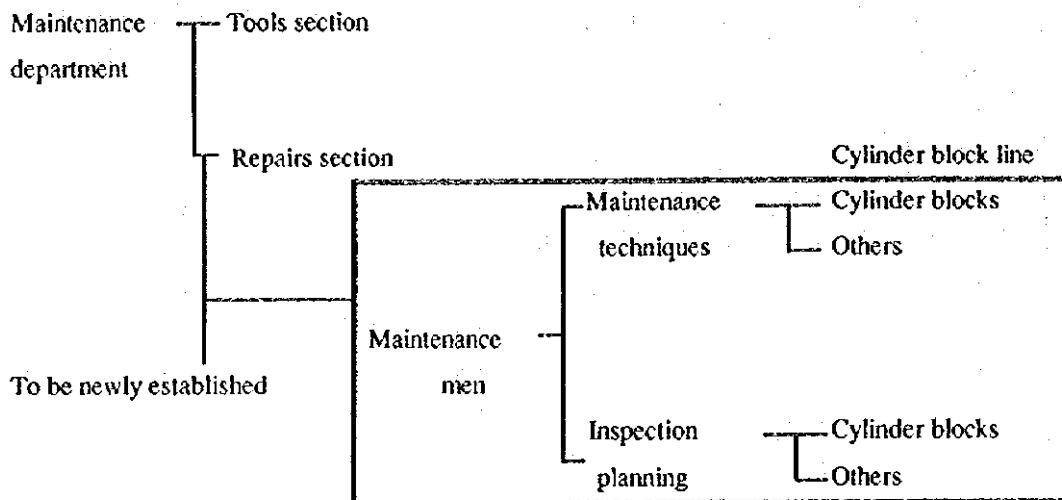 Maintenance
department
Tools section
Repairs section
Cylinder block line
Maintenance
techniques
Cylinder blocks
Others
Maintenance
men
To be newly established
Inspection
planning
Cylinder blocks
Others